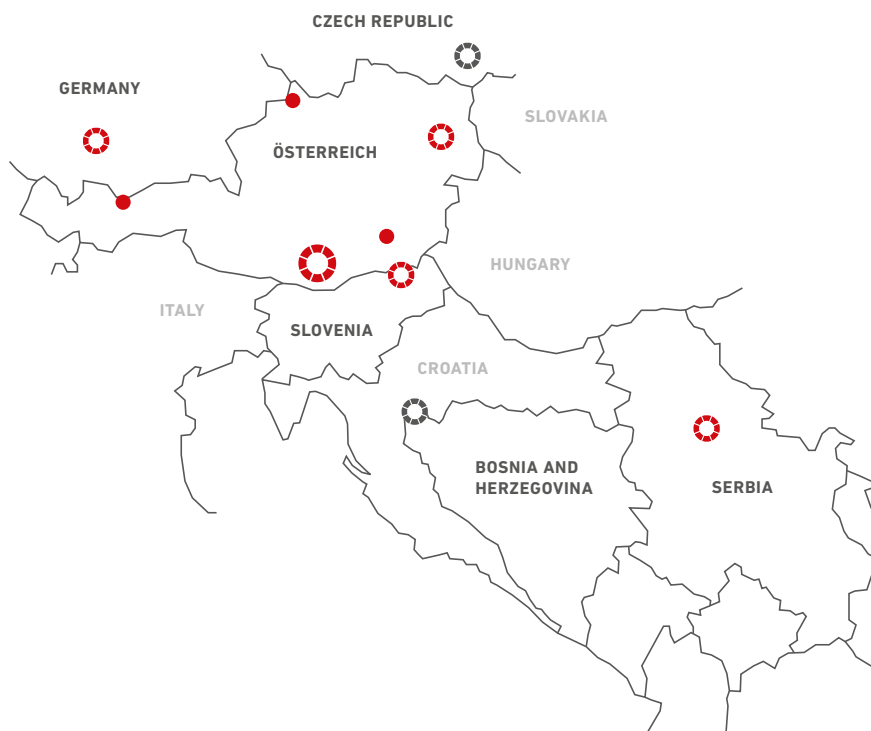 CZECH REPUBLIC
GERMANY
SLOVAKIA
ÖSTERREICH
HUNGARY
ITALY
SLOVENIA
CROATIA
BOSNIA AND
HERZEGOVINA
SERBIA